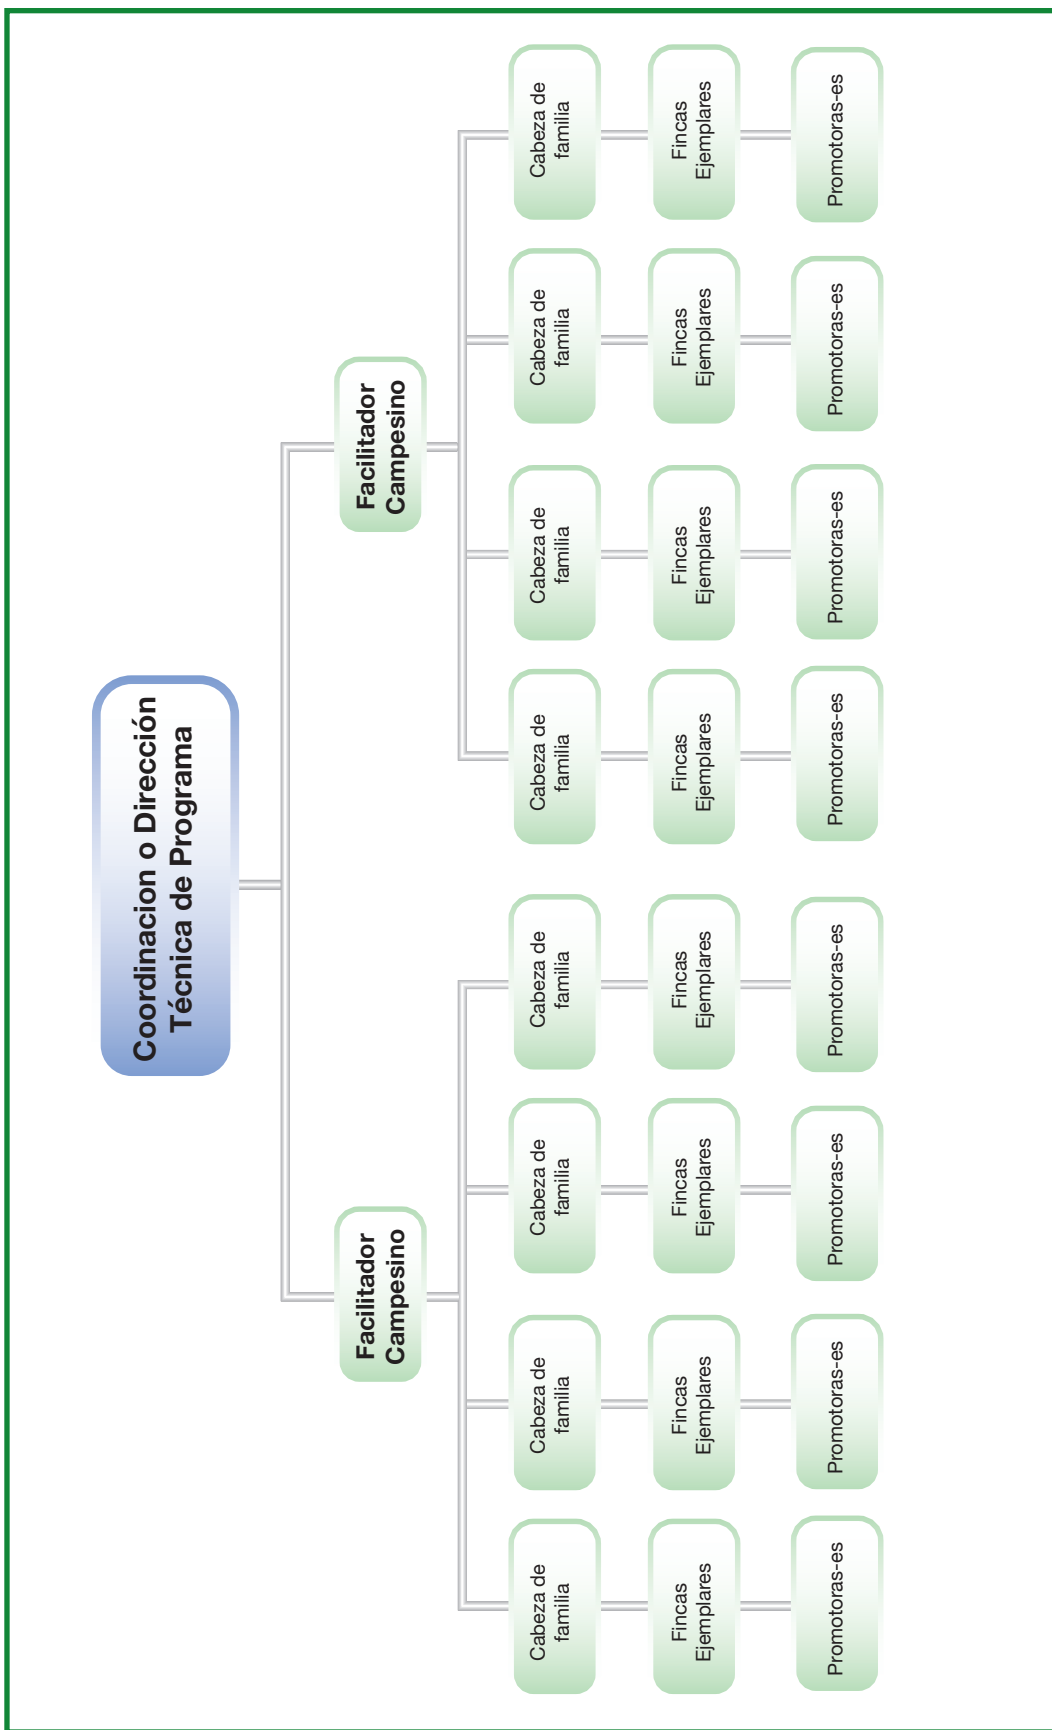 Coordinacion o Dirección
Técnica de Programa
Facilitador
Campesino
Facilitador
Campesino
Cabeza de
familia
Cabeza de
familia
Cabeza de
familia
Cabeza de
familia
Cabeza de
familia
Cabeza de
familia
Cabeza de
familia
Cabeza de
familia
Fincas
Ejemplares
Fincas
Ejemplares
Fincas
Ejemplares
Fincas
Ejemplares
Fincas
Ejemplares
Fincas
Ejemplares
Fincas
Ejemplares
Fincas
Ejemplares
Promotoras-es
Promotoras-es
Promotoras-es
Promotoras-es
Promotoras-es
Promotoras-es
Promotoras-es
Promotoras-es